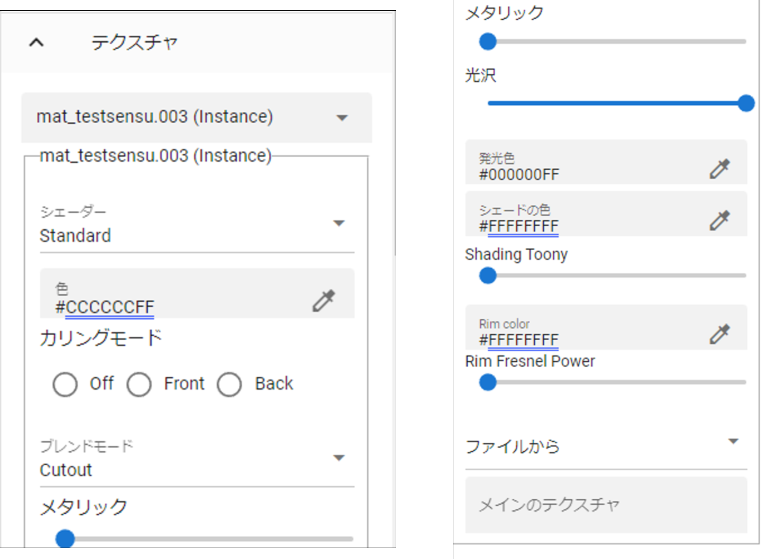 テクスチャ
mat_testsensu.003 (Instance)
mat_testsensu.003 (Instance)
シェーダー
Standard
色
#CCCCCCFF
カリングモード
Off Front Back
ブレンドモード
Cutout
メタリック
メタリック
光沢
発光色
#000000FF
シェードの色
#FFFFFFFF
Shading Toony
Rim color
#FFFFFFFF
Rim Fresnel Power
ファイルから
メインのテクスチャ